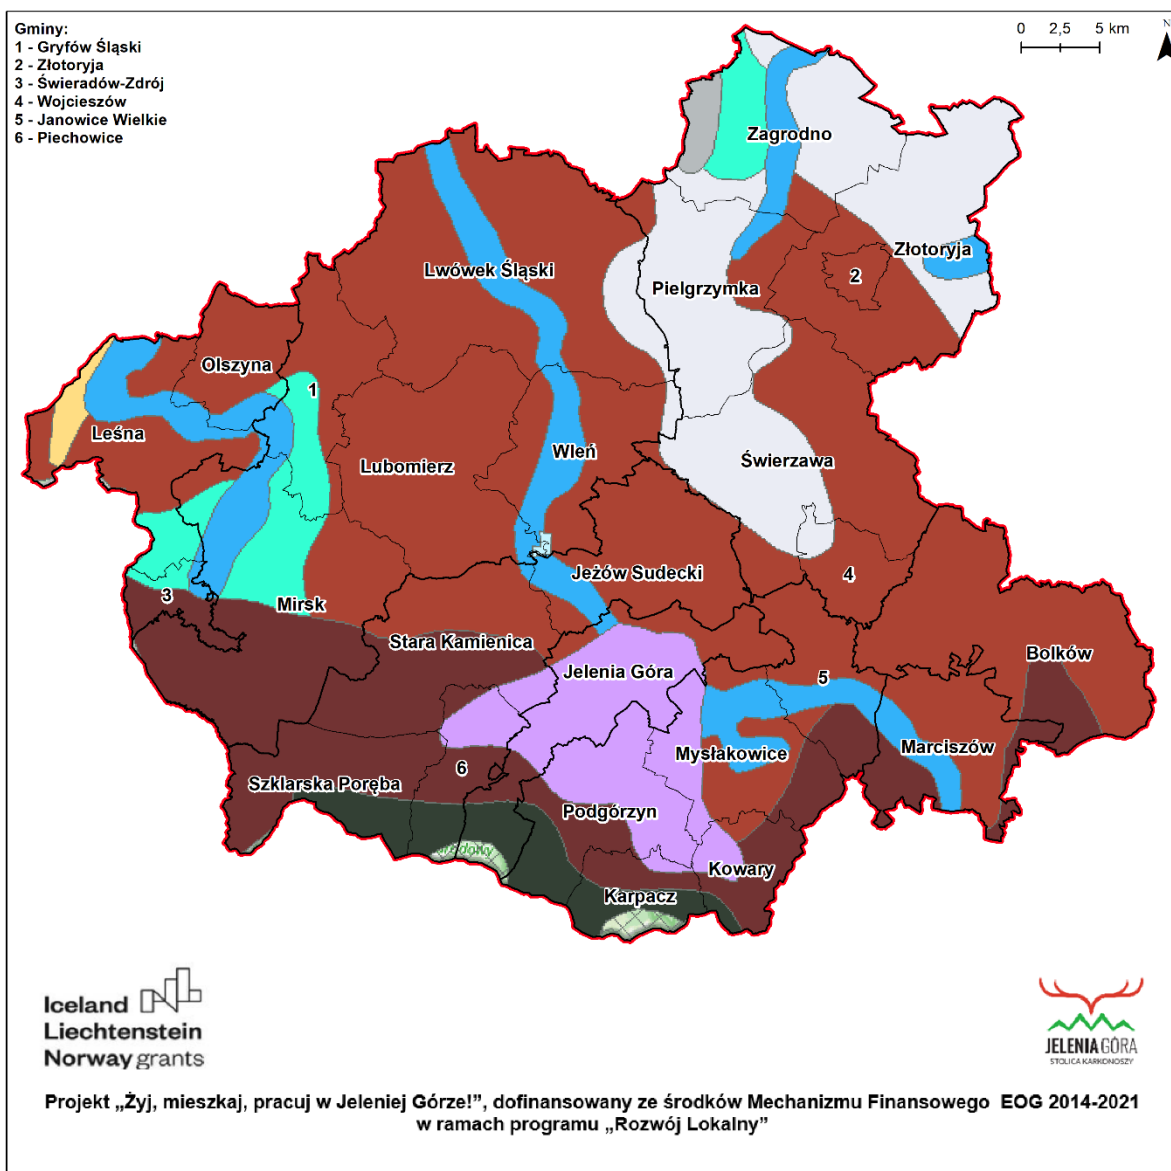 Gminy:
1 - Gryfów Śląski
2 - Złotoryja
3 - Świeradów-Zdrój
4 - Wojcieszów
5 - Janowice Wielkie
6 - Piechowice
0 2,5 5 km
N
Zagrodno
Złotoryja
Lwówek Śląski
2
Pielgrzymka
Olszyna
1
Leśna
Wleń
Świerzawa
Lubomierz
Jeżów Sudecki
4
3
Mirsk
Stara Kamienica
Bolków
Jelenia Góra
5
Marciszów
Mysłakowice
6
Szklarska Poręba
Podgórzyn
Kowary
Karpacz
Iceland
Liechtenstein
Norway grants
JELENIA GÓRA
STOLICA KARKONOSZY
Projekt „Żyj, mieszkaj, pracuj w Jeleniej Górze!”, dofinansowany ze środków Mechanizmu Finansowego EOG 2014-2021
w ramach programu „Rozwój Lokalny”